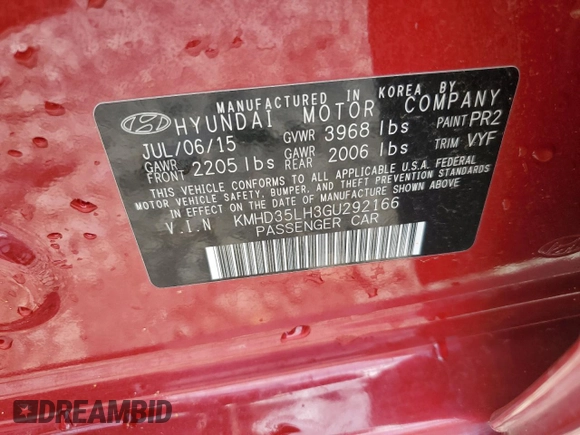 MANUFACTURED IN KOREA BY
HYUNDAI MOTOR COMPANY
JUL/06/15 GVWR 3968 lbs PAINT PR2
GAWR FRONT 2205 lbs GAWR REAR 2006 lbs TRIM VYF
THIS VEHICLE CONFORMS TO ALL APPLICABLE U.S.A. FEDERAL
MOTOR VEHICLE SAFETY, BUMPER, AND THEFT PREVENTION
STANDARDS IN EFFECT ON THE DATE OF MANUFACTURE SHOWN ABOVE
V.I.N KMHD35LH3GU292166
PASSENGER CAR
DREAMBID